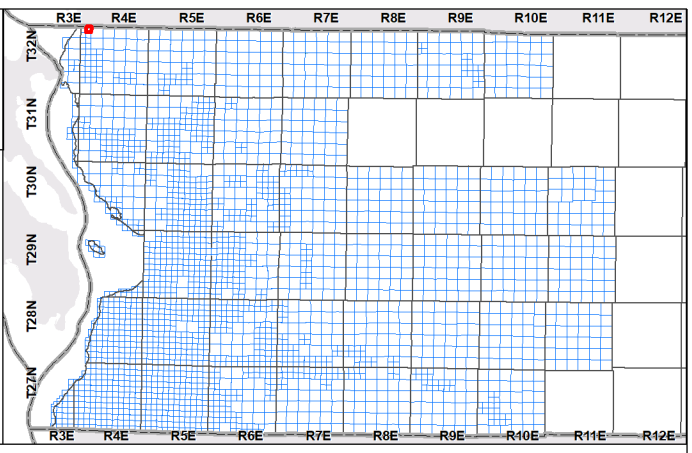 R3E R4E R5E R6E R7E R8E R9E R10E R11E R12E
T32N
T31N
T30N
T29N
T28N
T27N
R3E R4E R5E R6E R7E R8E R9E R10E R11E R12E